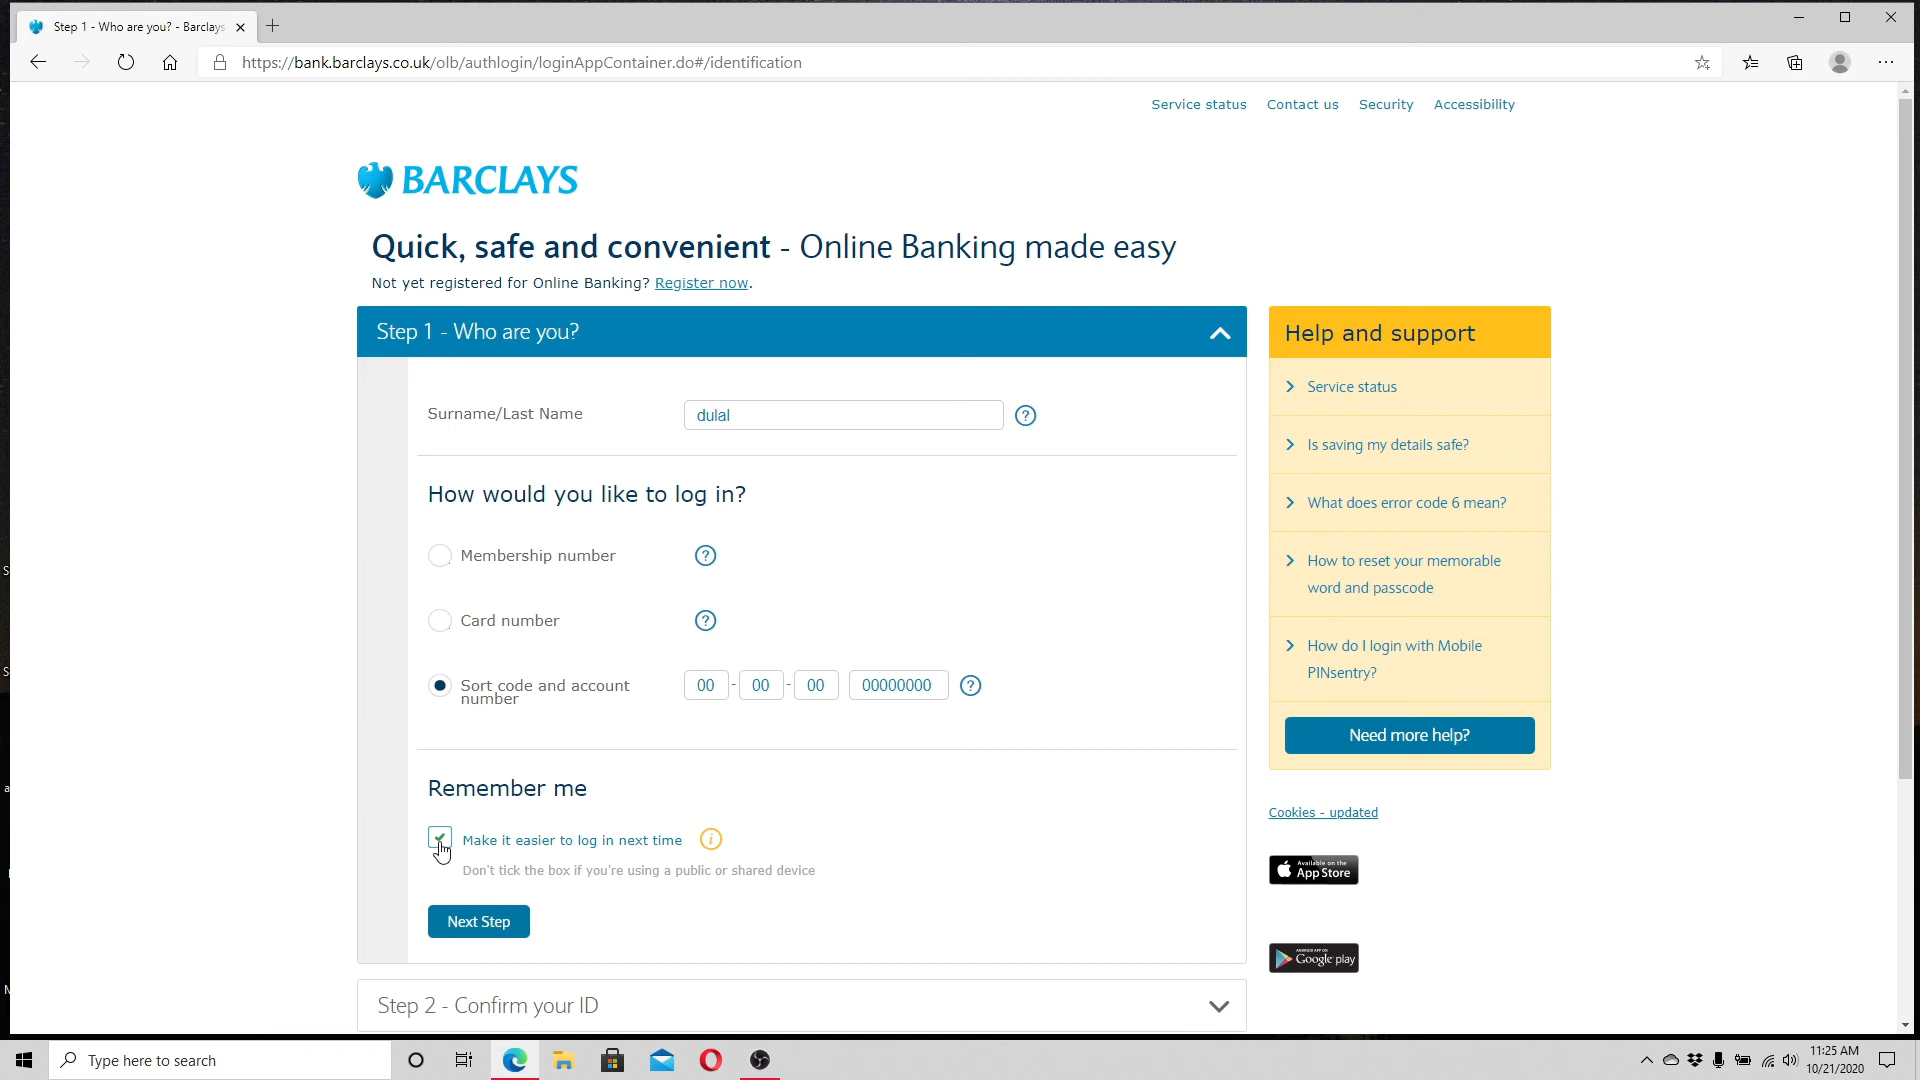 Step 1 - Who are you? - Barclays
https://bank.barclays.co.uk/olb/authlogin/loginAppContainer.do#/identification
Service status Contact us Security Accessibility
BARCLAYS
Quick, safe and convenient - Online Banking made easy
Not yet registered for Online Banking? Register now.
Step 1 - Who are you?
Surname/Last Name
dulal
?
How would you like to log in?
Membership number
?
Card number
?
Sort code and account
number
00 - 00 - 00 00000000
?
Remember me
Make it easier to log in next time
i
Don't tick the box if you're using a public or shared device
Next Step
Step 2 - Confirm your ID
Help and support
Service status
Is saving my details safe?
What does error code 6 mean?
How to reset your memorable
word and passcode
How do I login with Mobile
PINsentry?
Need more help?
Cookies - updated
Available on the
App Store
ANDROID APP ON
Google play
Type here to search
11:25 AM
10/21/2020